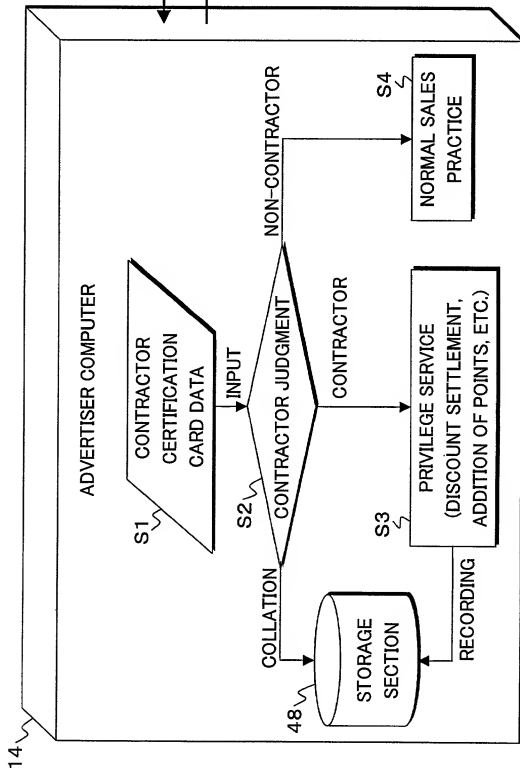 14
ADVERTISER COMPUTER
S1
CONTRACTOR
CERTIFICATION
CARD DATA
INPUT
S2
CONTRACTOR JUDGMENT
NON-CONTRACTOR
COLLATION
CONTRACTOR
48
STORAGE
SECTION
RECORDING
S3
PRIVILEGE SERVICE
(DISCOUNT SETTLEMENT,
ADDITION OF POINTS, ETC.)
S4
NORMAL SALES
PRACTICE